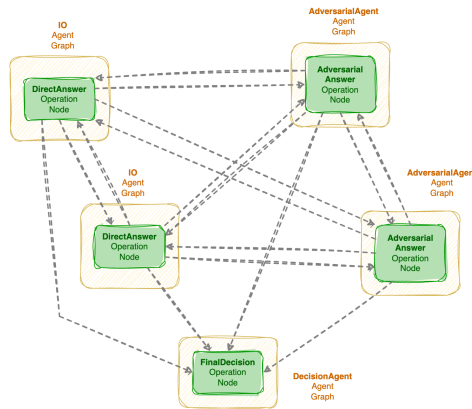 IO
Agent
Graph
AdversarialAgent
Agent
Graph
DirectAnswer
Operation
Node
Adversarial
Answer
Operation
Node
IO
Agent
Graph
AdversarialAger
Agent
Graph
DirectAnswer
Operation
Node
Adversarial
Answer
Operation
Node
FinalDecision
Operation
Node
DecisionAgent
Agent
Graph